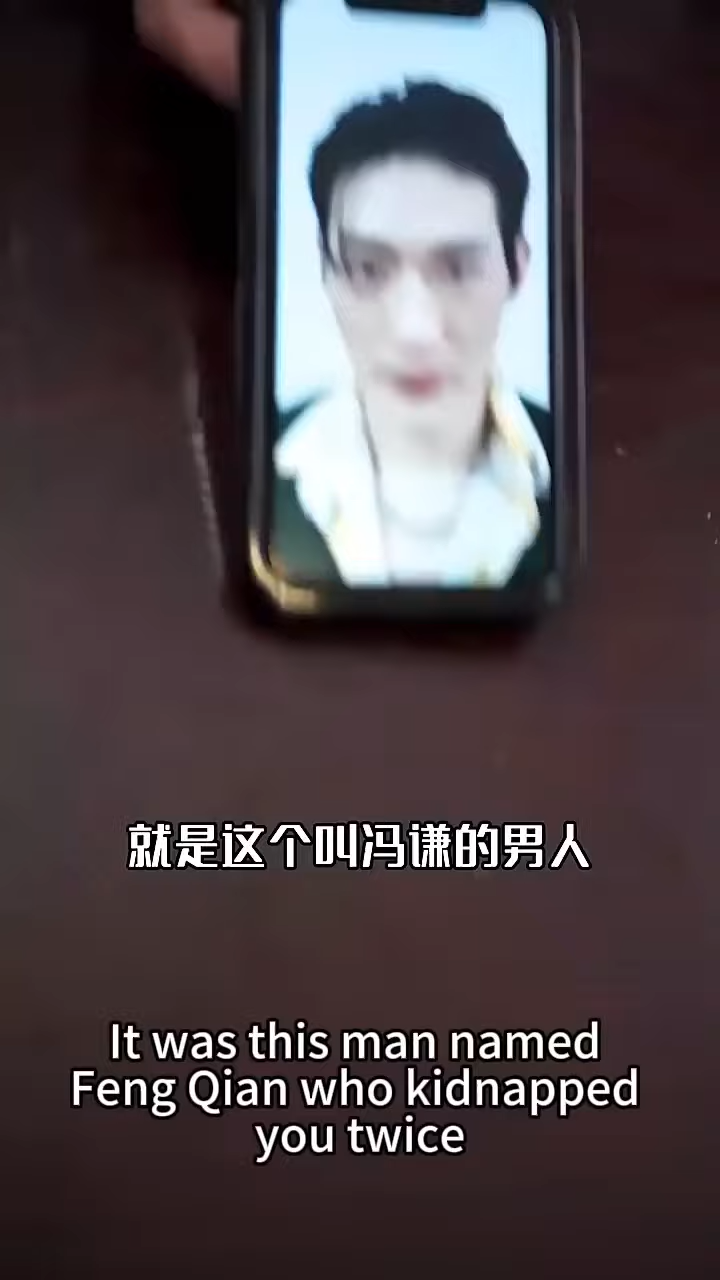 就是这个叫冯谦的男人
It was this man named
Feng Qian who kidnapped
you twice